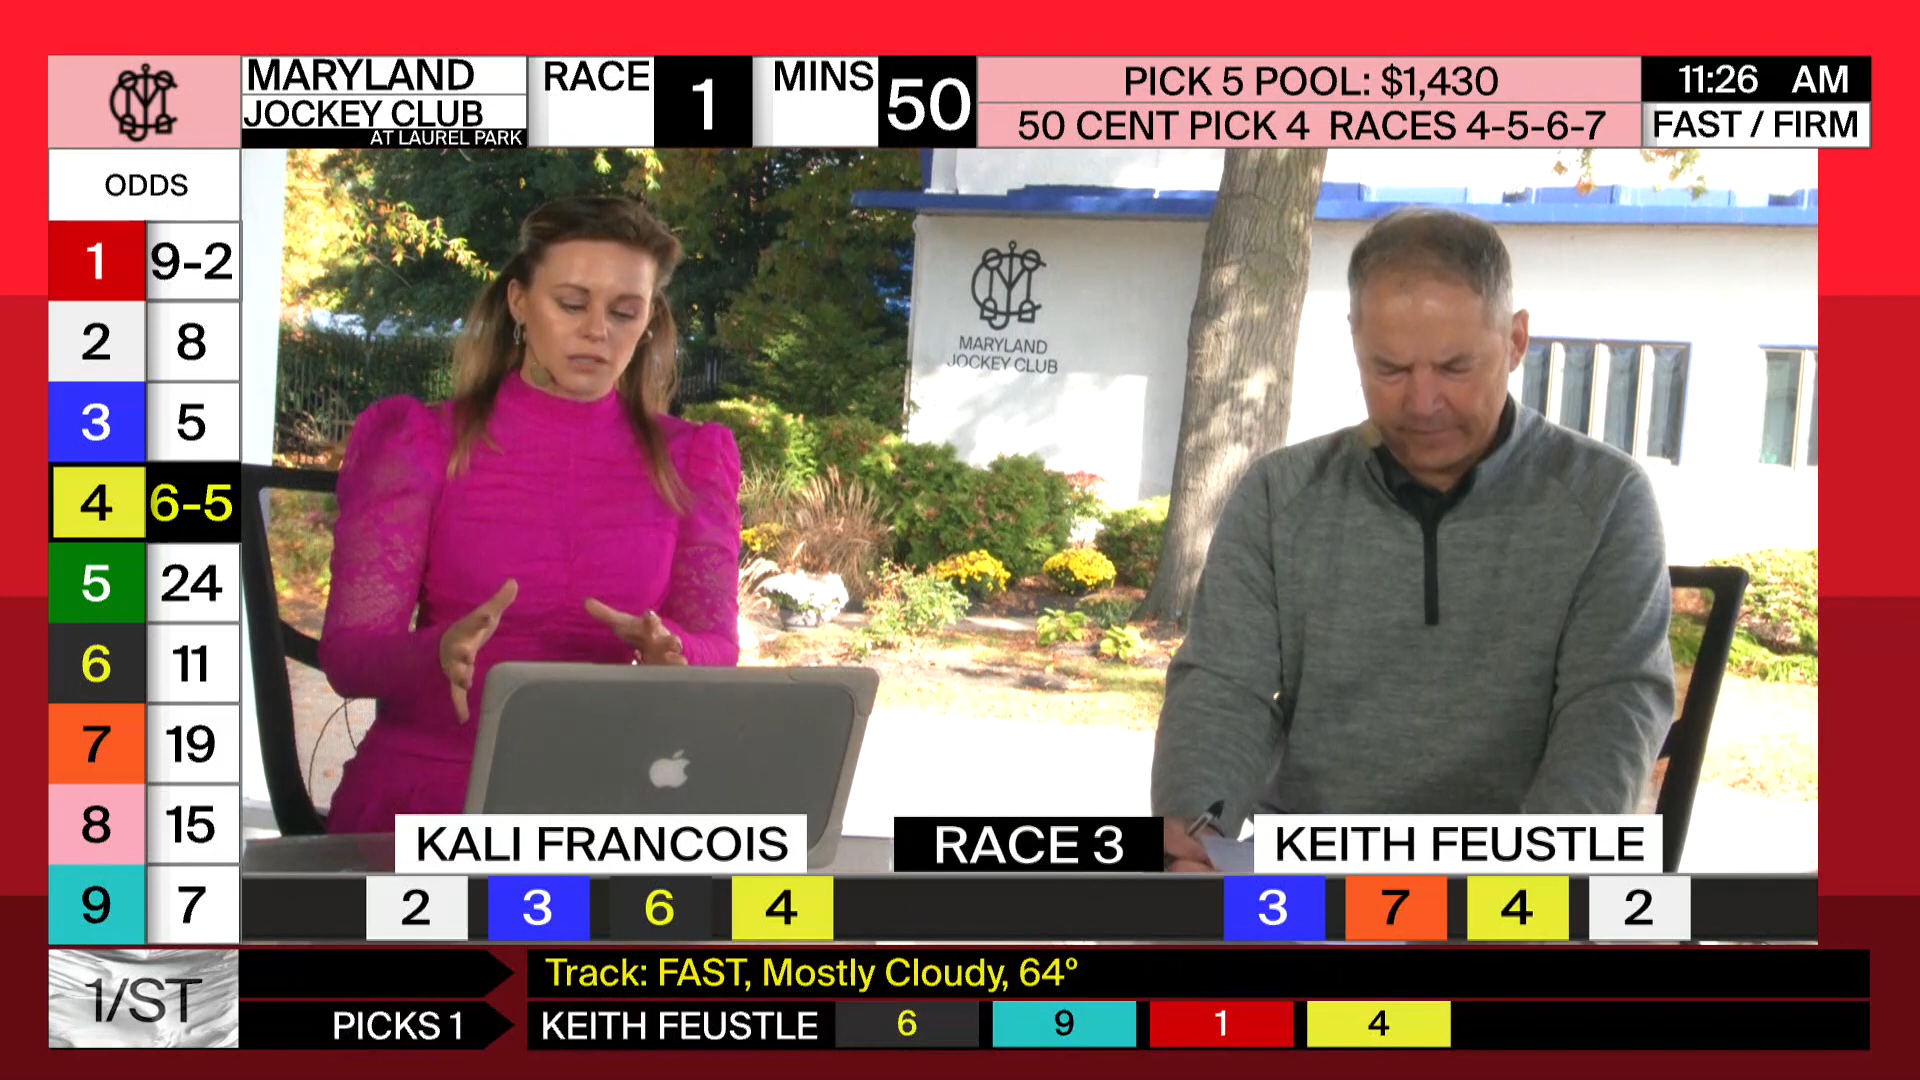 MARYLAND
JOCKEY CLUB
AT LAUREL PARK
RACE 1
MINS 50
PICK 5 POOL: $1,430
50 CENT PICK 4 RACES 4-5-6-7
11:26 AM
FAST / FIRM
ODDS
1 9-2
2 8
3 5
4 6-5
5 24
6 11
7 19
8 15
9 7
MARYLAND
JOCKEY CLUB
KALI FRANCOIS
RACE 3
KEITH FEUSTLE
2 3 6 4
3 7 4 2
1/ST
Track: FAST, Mostly Cloudy, 64º
PICKS 1
KEITH FEUSTLE 6 9 1 4